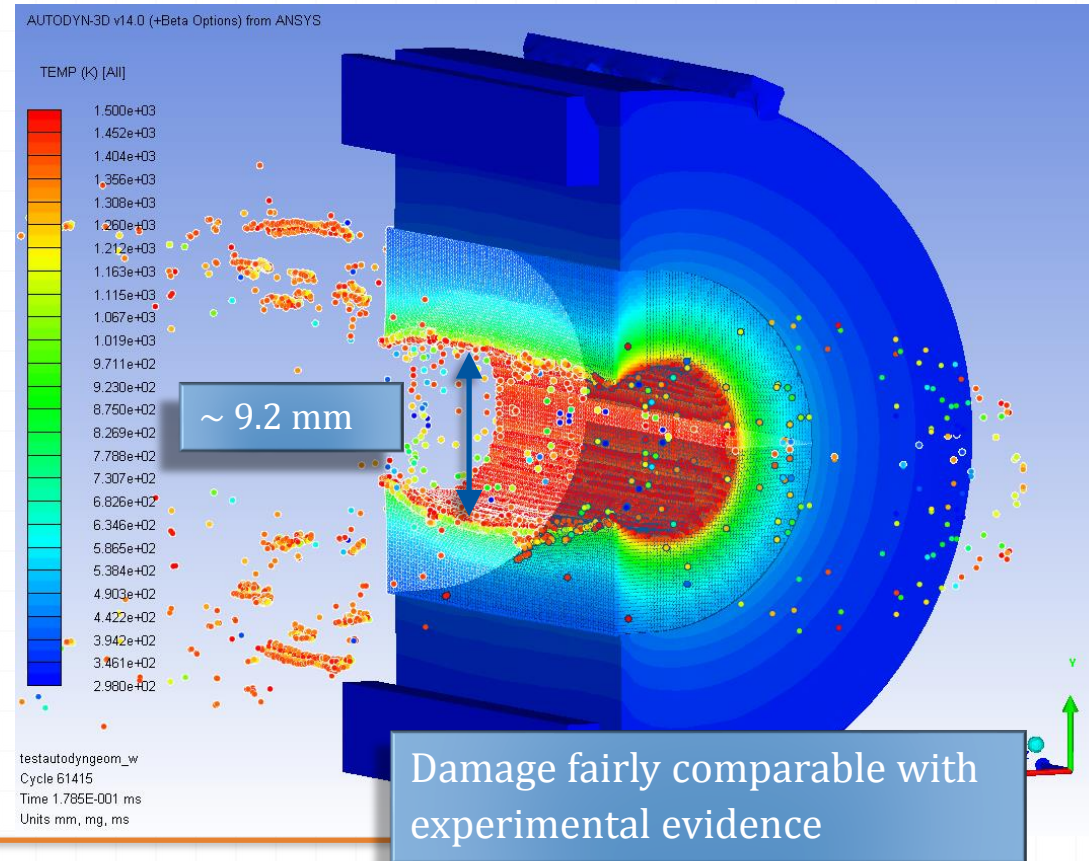 AUTODYN-3D v14.0 (+Beta Options) from ANSYS
TEMP (K) [All]
1.500e+03
1.452e+03
1.404e+03
1.356e+03
1.308e+03
1.260e+03
1.212e+03
1.163e+03
1.115e+03
1.067e+03
1.019e+03
9.711e+02
9.230e+02
8.750e+02
8.269e+02
7.788e+02
7.307e+02
6.826e+02
6.346e+02
5.865e+02
5.384e+02
4.903e+02
4.422e+02
3.942e+02
3.461e+02
2.980e+02
~ 9.2 mm
Y
testautodyngeom_w
Cycle 61415
Time 1.785E-001 ms
Units mm, mg, ms
Damage fairly comparable with
experimental evidence